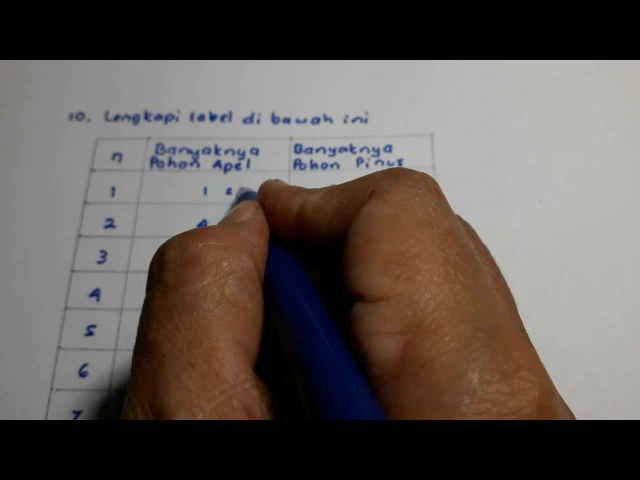 10. Lengkapi tabel di bawah ini
n Banyaknya Pohon Apel Banyaknya Pohon Pinus
1 1 =
2 4
3
4
5
6
7